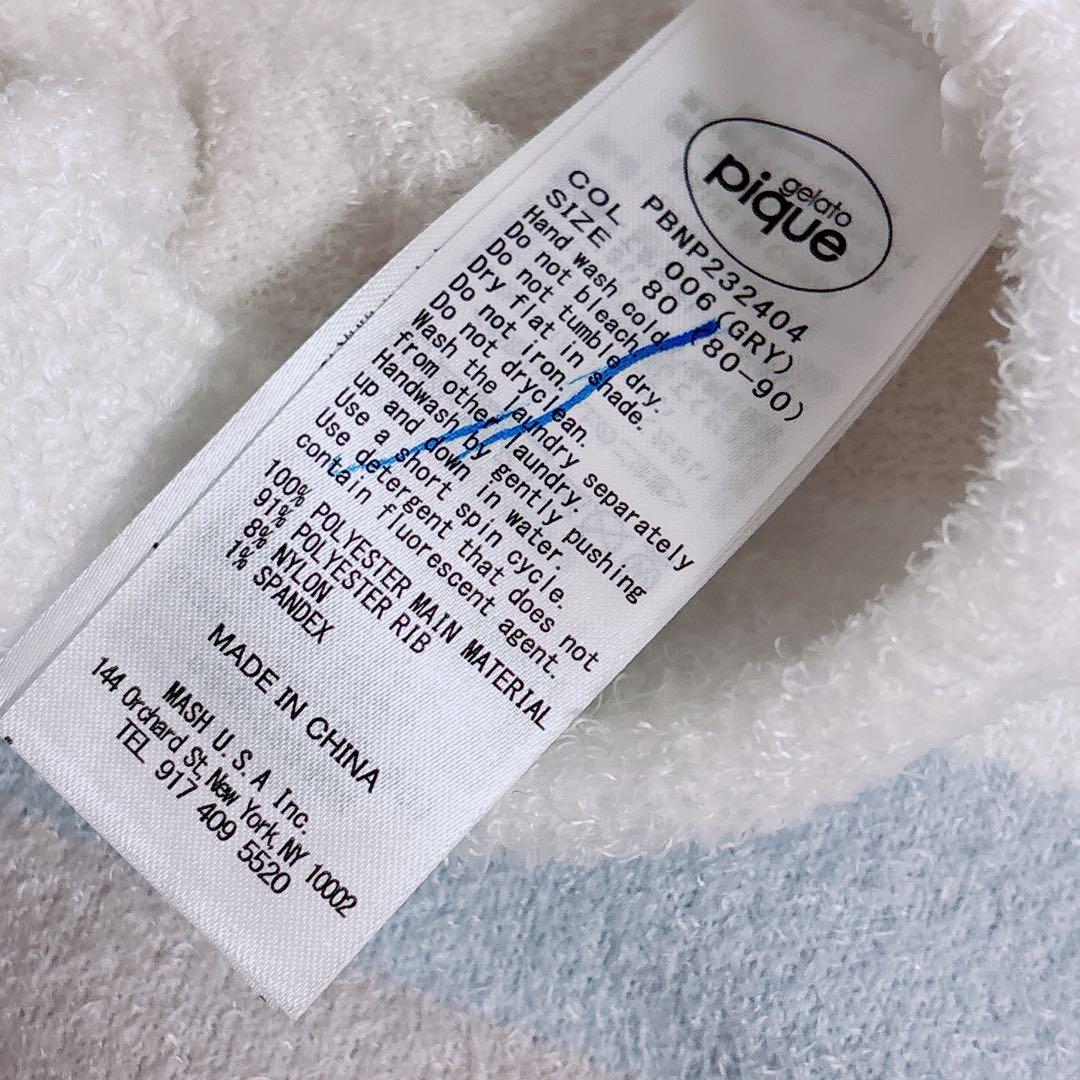 gelato
pique
PBNP232404
COL 006(GRY)
SIZE 80 (80-90)
Hand wash cold.
Do not bleach.
Do not tumble dry.
Dry flat in shade.
Do not iron.
Do not dryclean.
Wash the laundry separately
from other laundry.
Handwash by gently pushing
up and down in water.
Use a short spin cycle.
Use detergent that does not
contain fluorescent agent.
100% POLYESTER MAIN MATERIAL
91% POLYESTER RIB
8% NYLON
1% SPANDEX
MADE IN CHINA
MASH U.S.A Inc.
144 Orchard St, New York, NY 10002
TEL 917 409 5520